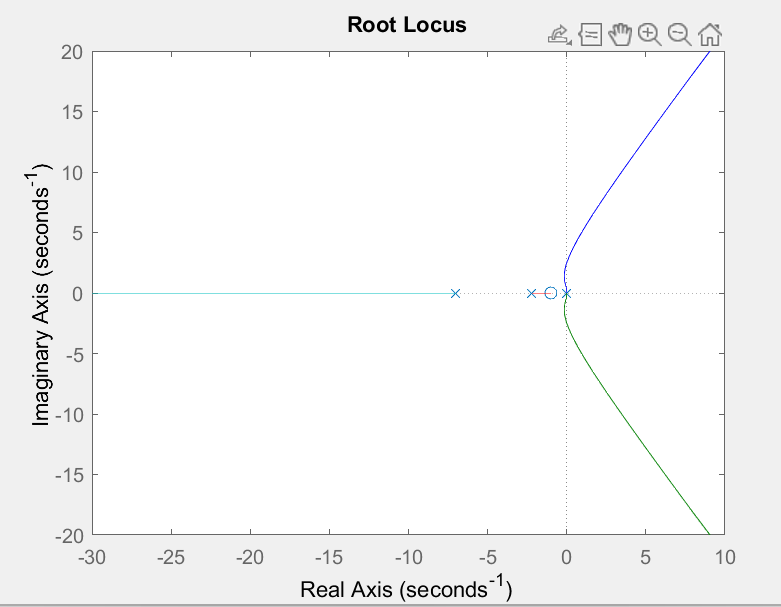 Root Locus
20
15
10
5
0
-5
-10
-15
-20
Imaginary Axis (seconds⁻¹)
-30 -25 -20 -15 -10 -5 0 5 10
Real Axis (seconds⁻¹)